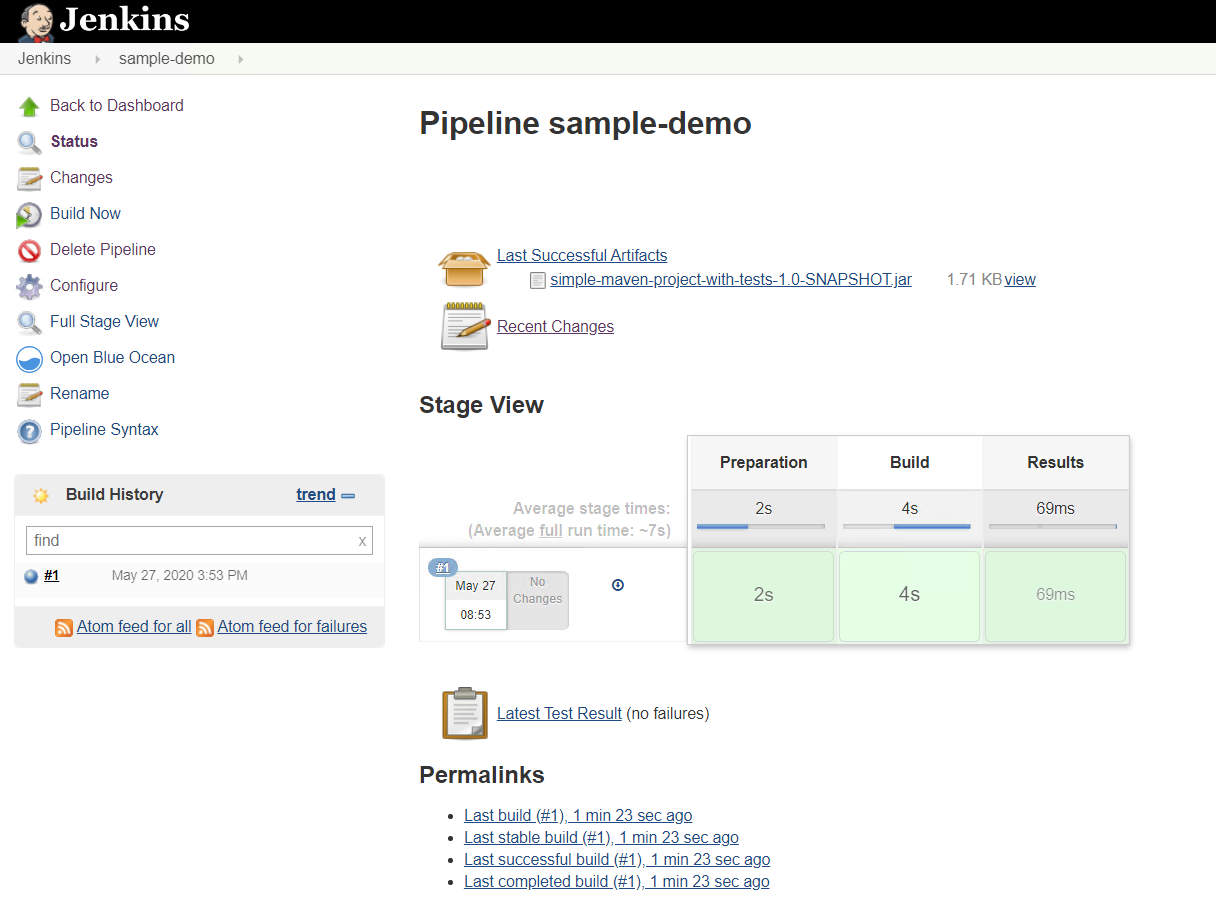 Jenkins
Jenkins
sample-demo
Back to Dashboard
Status
Changes
Build Now
Delete Pipeline
Configure
Full Stage View
Open Blue Ocean
Rename
Pipeline Syntax
Build History
trend
find
x
#1
May 27, 2020 3:53 PM
Atom feed for all
Atom feed for failures
Pipeline sample-demo
Last Successful Artifacts
simple-maven-project-with-tests-1.0-SNAPSHOT.jar 1.71 KB view
Recent Changes
Stage View
Preparation Build Results
Average stage times:
(Average full run time: ~7s)
2s 4s 69ms
#1
May 27
08:53
No
Changes
2s 4s 69ms
Latest Test Result (no failures)
Permalinks
Last build (#1), 1 min 23 sec ago
Last stable build (#1), 1 min 23 sec ago
Last successful build (#1), 1 min 23 sec ago
Last completed build (#1), 1 min 23 sec ago